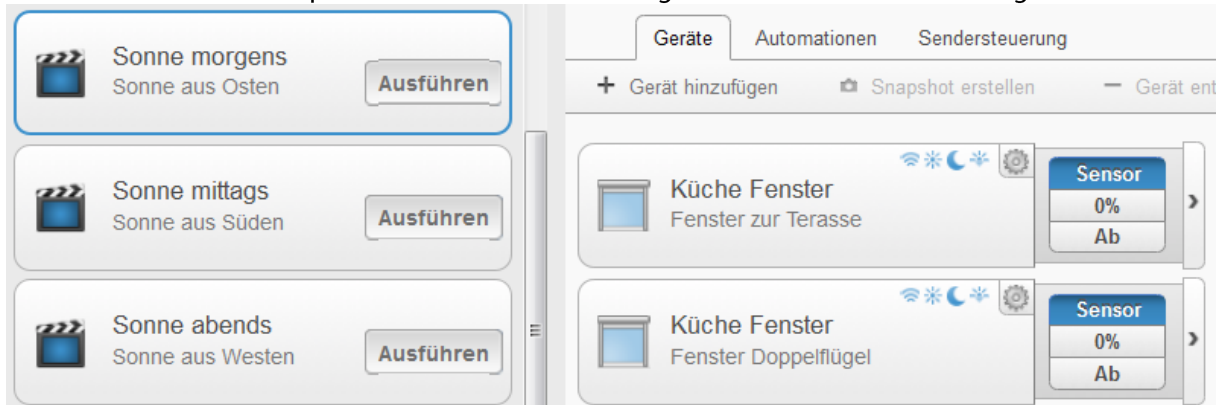 Sonne morgens
Sonne aus Osten
Ausführen
Sonne mittags
Sonne aus Süden
Ausführen
Sonne abends
Sonne aus Westen
Ausführen
Geräte Automationen Sendersteuerung
+ Gerät hinzufügen Snapshot erstellen − Gerät ent
Küche Fenster
Fenster zur Terasse
Sensor
0%
Ab
Küche Fenster
Fenster Doppelflügel
Sensor
0%
Ab